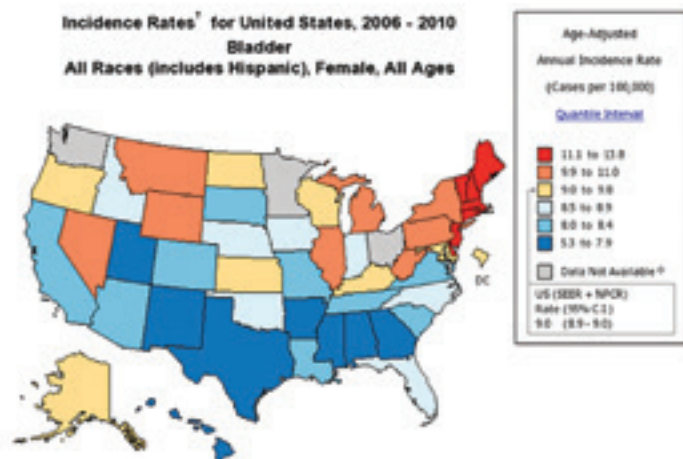 Incidence Rates† for United States, 2006 - 2010
Bladder
All Races (includes Hispanic), Female, All Ages
Age-Adjusted
Annual Incidence Rate
(Cases per 100,000)
Quantile Interval
11.1 to 13.8
9.9 to 11.0
9.0 to 9.8
8.5 to 8.9
8.0 to 8.4
5.3 to 7.9
Data Not Available
US (SEER + NPCR)
Rate (95% C.I.)
9.0 (8.9 - 9.0)
DC